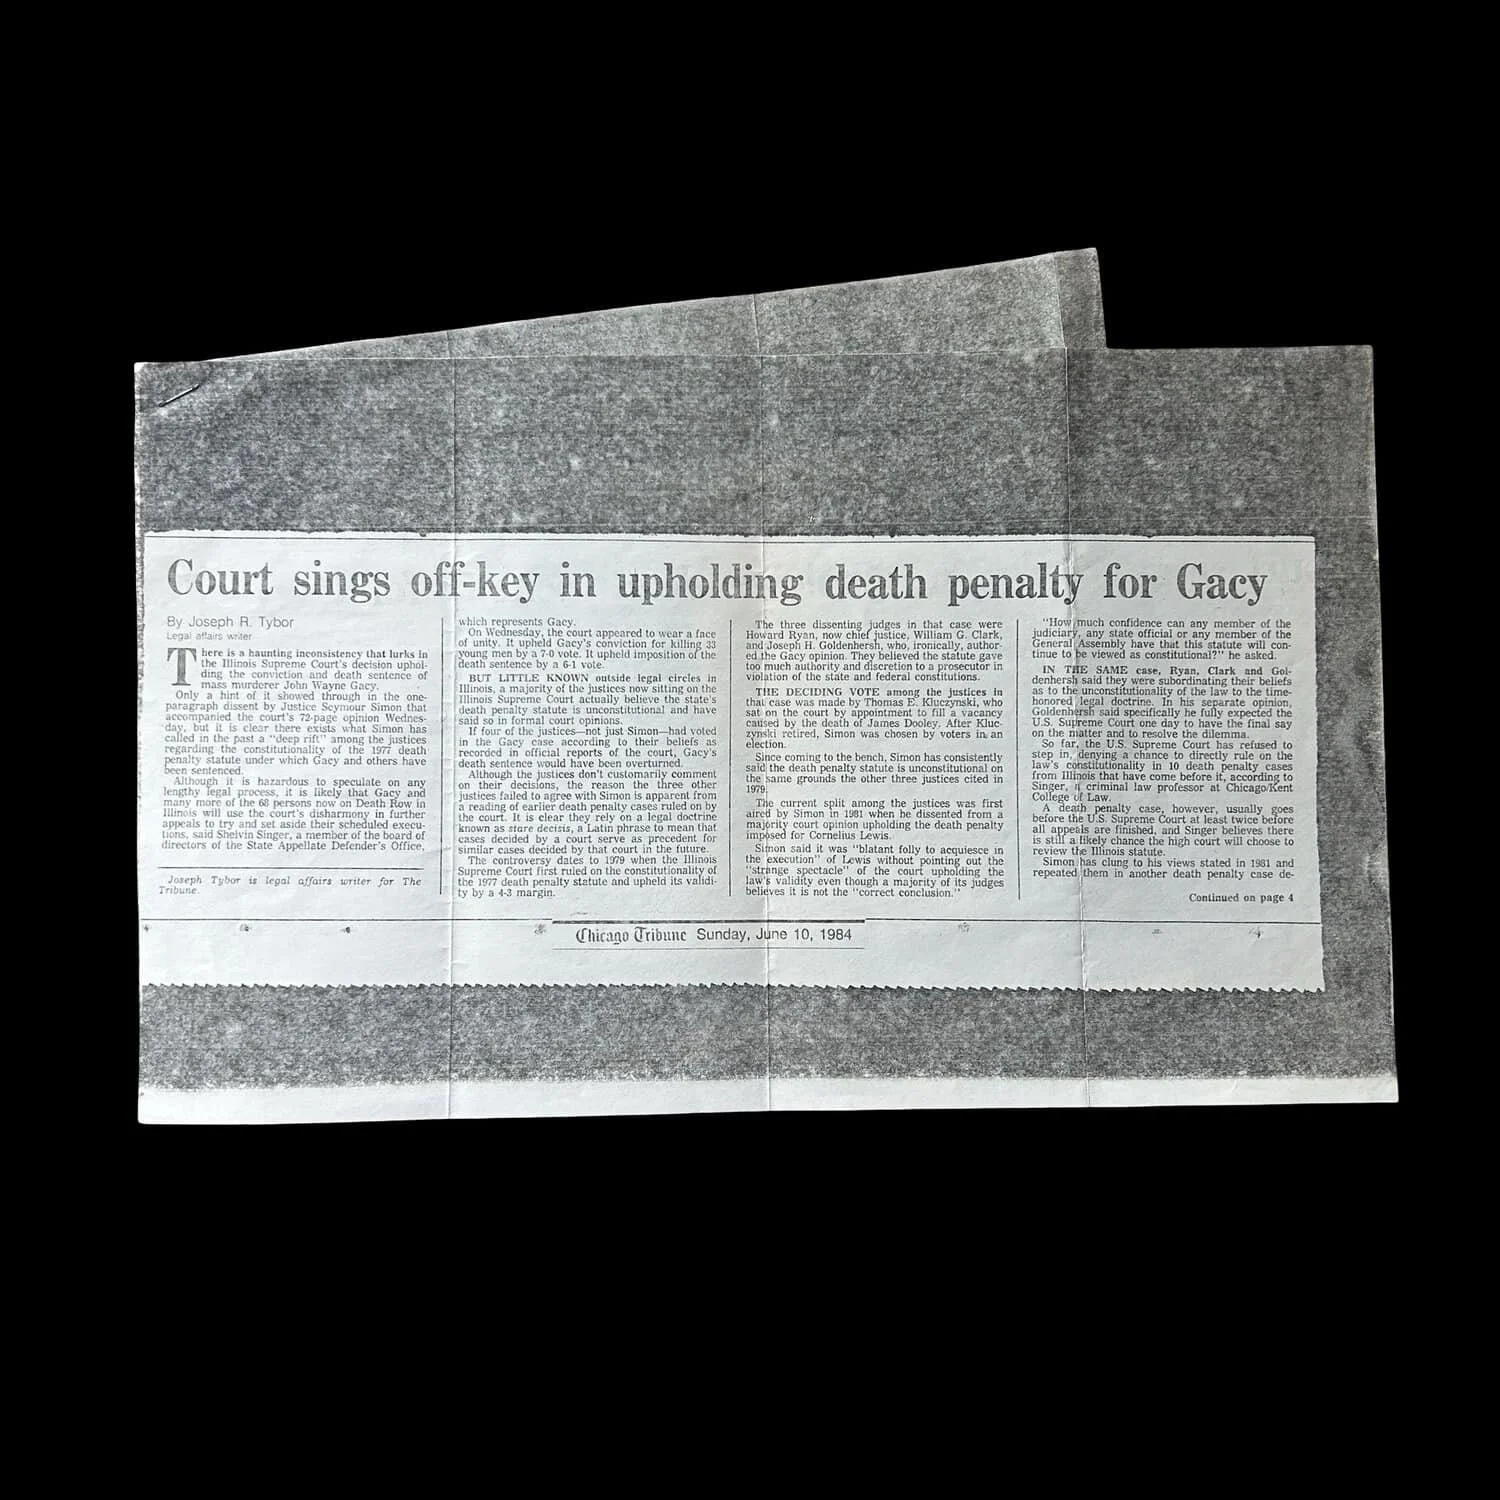 Court sings off-key in upholding death penalty for Gacy
By Joseph R. Tybor
Legal affairs writer
There is a haunting inconsistency that lurks in
the Illinois Supreme Court's decision uphol-
ding the conviction and death sentence of
mass murderer John Wayne Gacy.
Only a hint of it showed through in the one-
paragraph dissent by Justice Seymour Simon that
accompanied the court's 72-page opinion Wednes-
day, but it is clear there exists what Simon has
called in the past a "deep rift" among the justices
regarding the constitutionality of the 1977 death
penalty statute under which Gacy and others have
been sentenced.
Although it is hazardous to speculate on any
lengthy legal process, it is likely that Gacy and
many more of the 68 persons now on Death Row in
Illinois will use the court's disharmony in further
appeals to try and set aside their scheduled execu-
tions, said Shelvin Singer, a member of the board of
directors of the State Appellate Defender's Office,
Joseph Tybor is legal affairs writer for The
Tribune.
which represents Gacy.
On Wednesday, the court appeared to wear a face
of unity. It upheld Gacy's conviction for killing 33
young men by a 7-0 vote. It upheld imposition of the
death sentence by a 6-1 vote.
BUT LITTLE KNOWN outside legal circles in
Illinois, a majority of the justices now sitting on the
Illinois Supreme Court actually believe the state's
death penalty statute is unconstitutional and have
said so in formal court opinions.
If four of the justices—not just Simon—had voted
in the Gacy case according to their beliefs as
recorded in official reports of the court, Gacy's
death sentence would have been overturned.
Although the justices don't customarily comment
on their decisions, the reason the three other
justices failed to agree with Simon is apparent from
a reading of earlier death penalty cases ruled on by
the court. It is clear they rely on a legal doctrine
known as stare decisis, a Latin phrase to mean that
cases decided by a court serve as precedent for
similar cases decided by that court in the future.
The controversy dates to 1979 when the Illinois
Supreme Court first ruled on the constitutionality of
the 1977 death penalty statute and upheld its validi-
ty by a 4-3 margin.
The three dissenting judges in that case were
Howard Ryan, now chief justice, William G. Clark,
and Joseph H. Goldenhersh, who, ironically, author-
ed the Gacy opinion. They believed the statute gave
too much authority and discretion to a prosecutor in
violation of the state and federal constitutions.
THE DECIDING VOTE among the justices in
that case was made by Thomas E. Kluczynski, who
sat on the court by appointment to fill a vacancy
caused by the death of James Dooley. After Kluc-
zynski retired, Simon was chosen by voters in an
election.
Since coming to the bench, Simon has consistently
said the death penalty statute is unconstitutional on
the same grounds the other three justices cited in
1979.
The current split among the justices was first
aired by Simon in 1981 when he dissented from a
majority court opinion upholding the death penalty
imposed for Cornelius Lewis.
Simon said it was "blatant folly to acquiesce in
the execution" of Lewis without pointing out the
"strange spectacle" of the court upholding the
law's validity even though a majority of its judges
believes it is not the "correct conclusion."
"How much confidence can any member of the
judiciary, any state official or any member of the
General Assembly have that this statute will con-
tinue to be viewed as constitutional?" he asked.
IN THE SAME case, Ryan, Clark and Gol-
denhersh said they were subordinating their beliefs
as to the unconstitutionality of the law to the time-
honored legal doctrine. In his separate opinion,
Goldenhersh said specifically he fully expected the
U.S. Supreme Court one day to have the final say
on the matter and to resolve the dilemma.
So far, the U.S. Supreme Court has refused to
step in, denying a chance to directly rule on the
law's constitutionality in 10 death penalty cases
from Illinois that have come before it, according to
Singer, a criminal law professor at Chicago/Kent
College of Law.
A death penalty case, however, usually goes
before the U.S. Supreme Court at least twice before
all appeals are finished, and Singer believes there
is still a likely chance the high court will choose to
review the Illinois statute.
Simon has clung to his views stated in 1981 and
repeated them in another death penalty case de-
Continued on page 4
Chicago Tribune Sunday, June 10, 1984